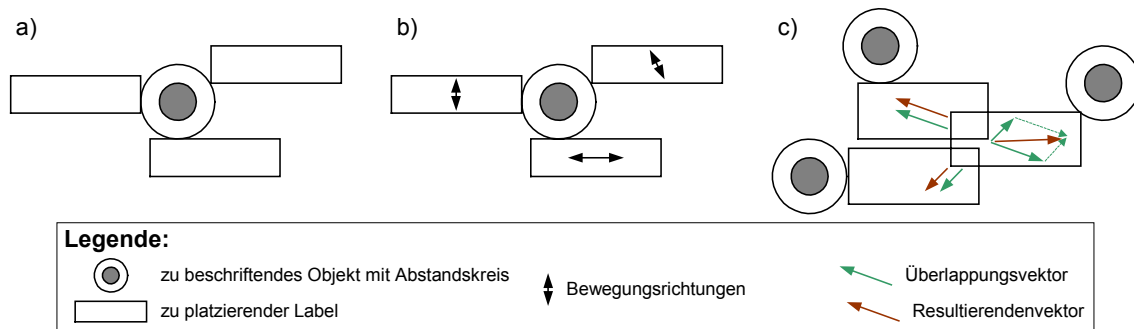 a)
b)
c)
Legende:
zu beschriftendes Objekt mit Abstandskreis
zu platzierender Label
Bewegungsrichtungen
Überlappungsvektor
Resultierendenvektor